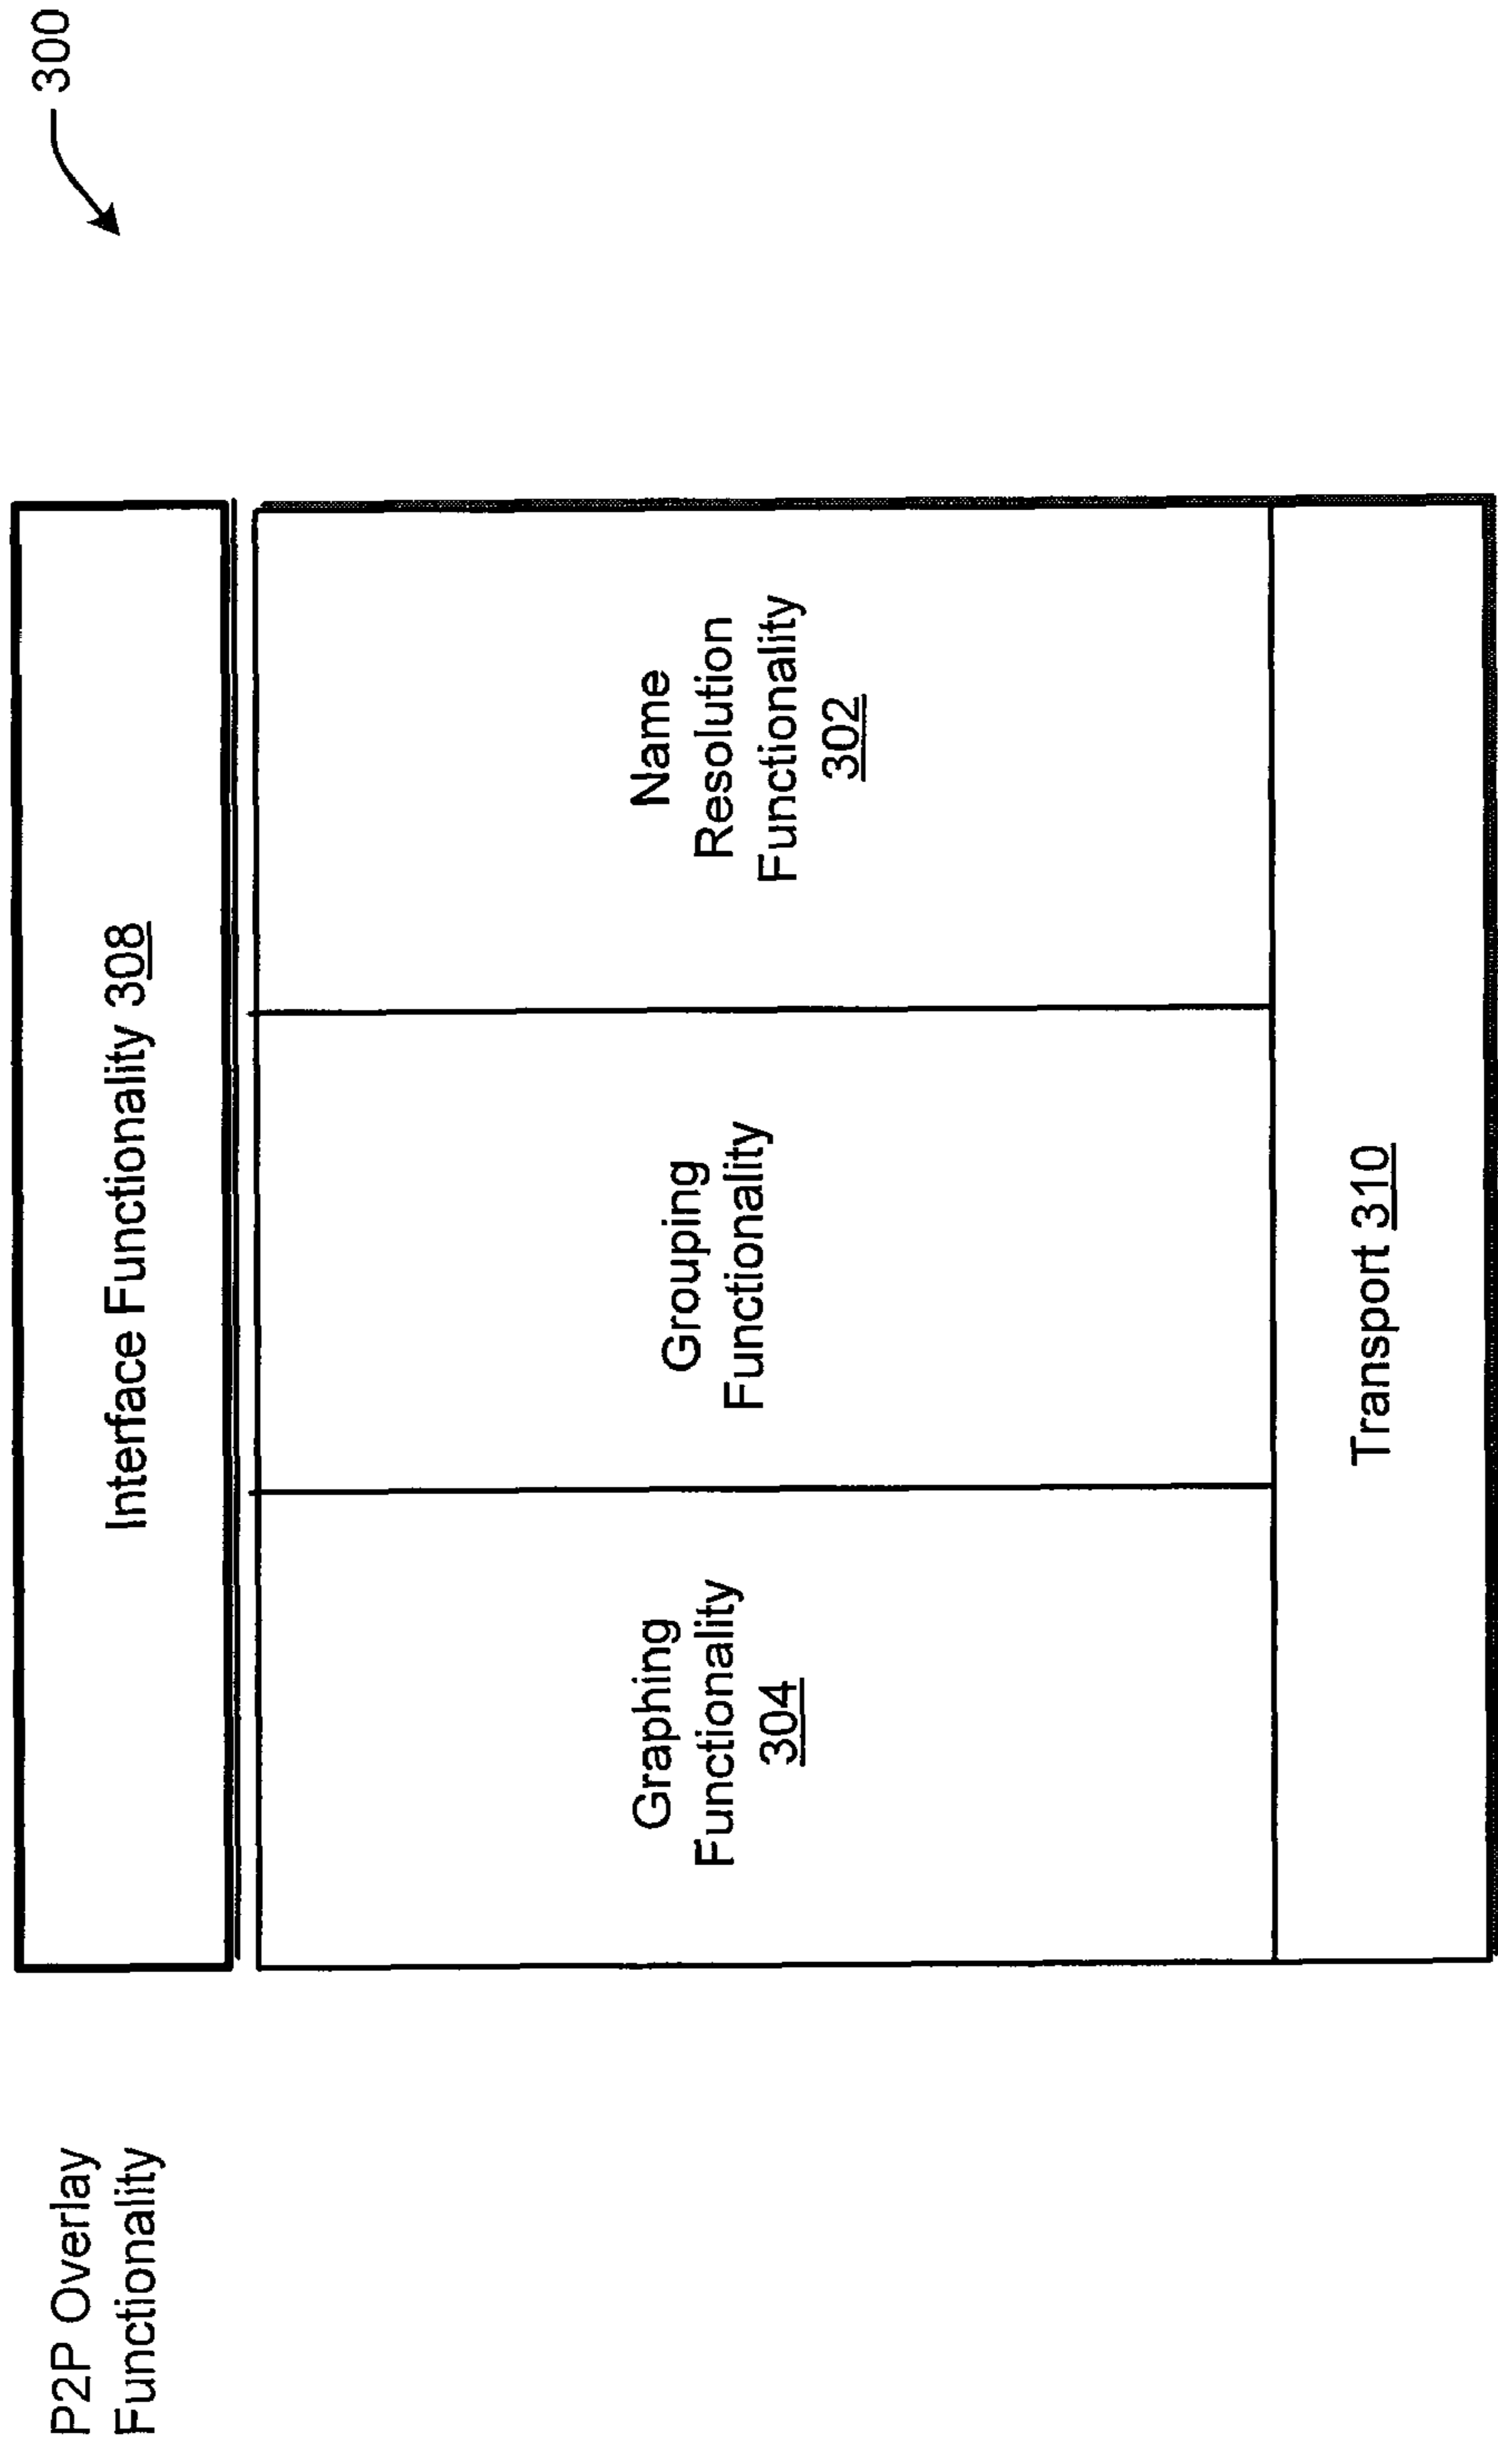 P2P Overlay
Functionality
300
Interface Functionality 308
Graphing
Functionality
304
Grouping
Functionality
Name
Resolution
Functionality
302
Transport 310